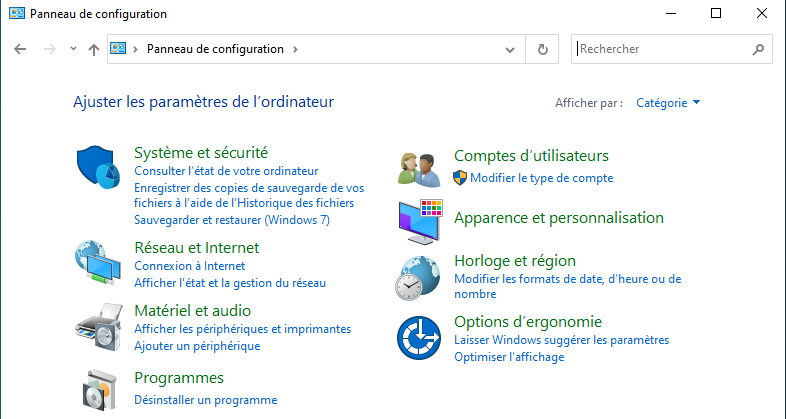 Panneau de configuration
Panneau de configuration
Rechercher
Ajuster les paramètres de l'ordinateur
Afficher par :
Catégorie
Système et sécurité
Consulter l'état de votre ordinateur
Enregistrer des copies de sauvegarde de vos
fichiers à l'aide de l'Historique des fichiers
Sauvegarder et restaurer (Windows 7)
Réseau et Internet
Connexion à Internet
Afficher l'état et la gestion du réseau
Matériel et audio
Afficher les périphériques et imprimantes
Ajouter un périphérique
Programmes
Désinstaller un programme
Comptes d'utilisateurs
Modifier le type de compte
Apparence et personnalisation
Horloge et région
Modifier les formats de date, d'heure ou de
nombre
Options d'ergonomie
Laisser Windows suggérer les paramètres
Optimiser l'affichage